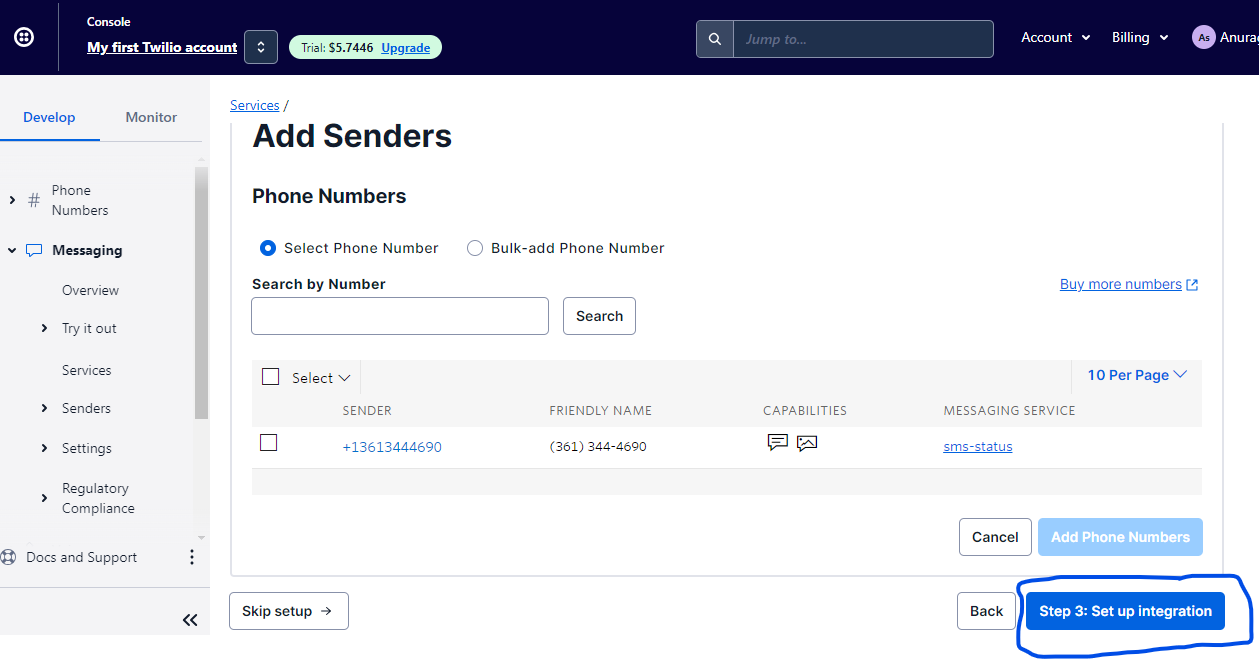 Console
My first Twilio account
Trial: $5.7446 Upgrade
Jump to...
Account
Billing
As
Anurag
Develop
Monitor
Phone
Numbers
Messaging
Overview
Try it out
Services
Senders
Settings
Regulatory
Compliance
Docs and Support
Services /
Add Senders
Phone Numbers
Select Phone Number
Bulk-add Phone Number
Search by Number
Buy more numbers
Search
Select
10 Per Page
SENDER FRIENDLY NAME CAPABILITIES MESSAGING SERVICE
+13613444690 (361) 344-4690 sms-status
Cancel
Add Phone Numbers
Skip setup →
Back
Step 3: Set up integration